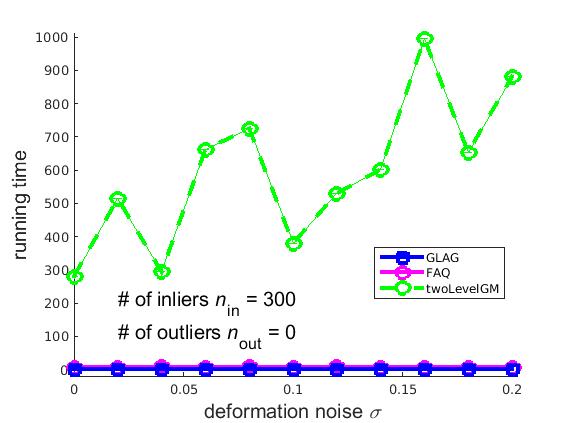 1000
900
800
700
600
500
400
300
200
100
0
running time
# of inliers n_in = 300
# of outliers n_out = 0
GLAG
FAQ
twoLevelGM
0 0.05 0.1 0.15 0.2
deformation noise σ